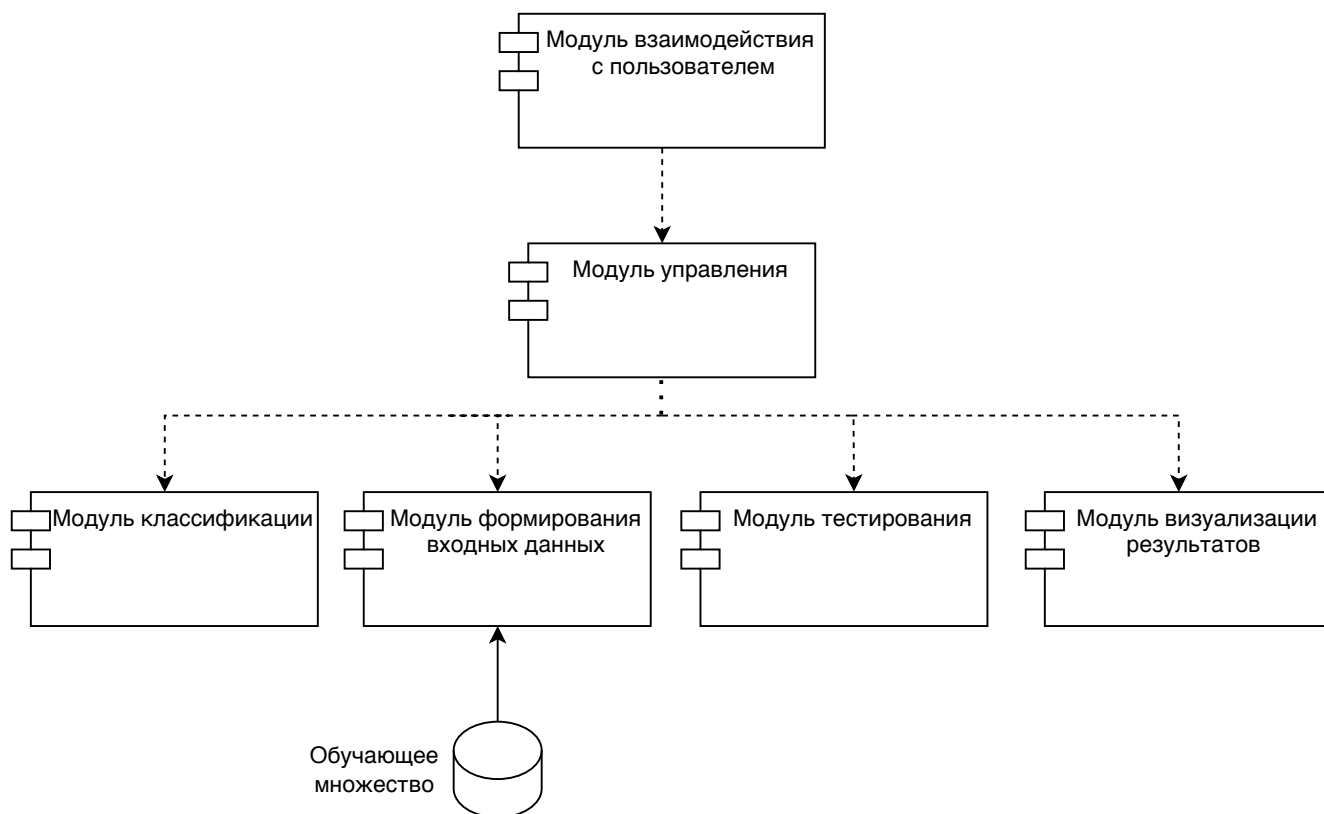 Модуль взаимодействия
с пользователем
Модуль управления
Модуль классификации
Модуль формирования
входных данных
Модуль тестирования
Модуль визуализации
результатов
Обучающее
множество